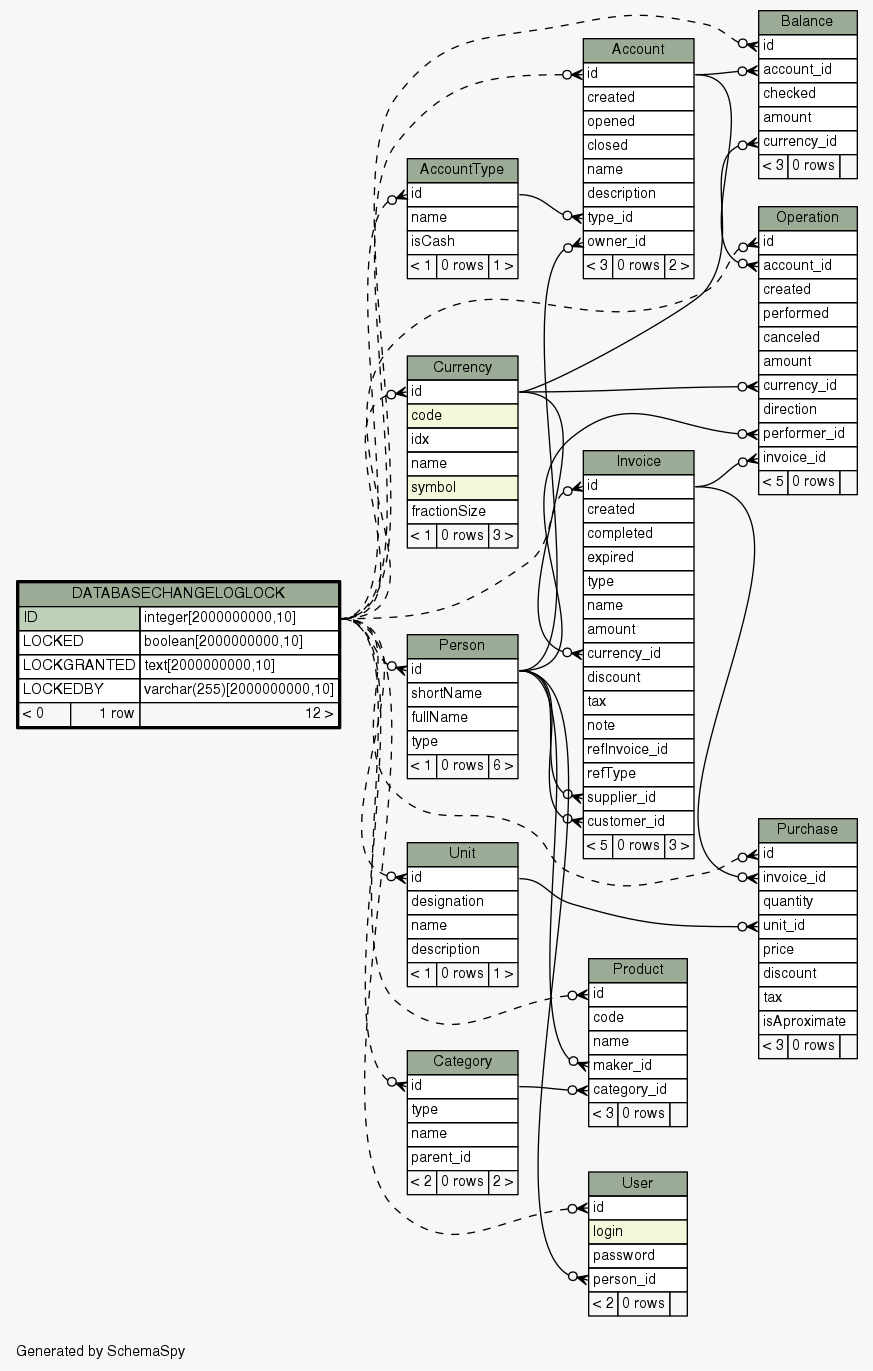 DATABASECHANGELOGLOCK
ID integer[2000000000,10]
LOCKED boolean[2000000000,10]
LOCKGRANTED text[2000000000,10]
LOCKEDBY varchar(255)[2000000000,10]
< 0 1 row 12 >
AccountType
id
name
isCash
< 1 0 rows 1 >
Currency
id
code
idx
name
symbol
fractionSize
< 1 0 rows 3 >
Person
id
shortName
fullName
type
< 1 0 rows 6 >
Unit
id
designation
name
description
< 1 0 rows 1 >
Category
id
type
name
parent_id
< 2 0 rows 2 >
Account
id
created
opened
closed
name
description
type_id
owner_id
< 3 0 rows 2 >
Invoice
id
created
completed
expired
type
name
amount
currency_id
discount
tax
note
refInvoice_id
refType
supplier_id
customer_id
< 5 0 rows 3 >
Product
id
code
name
maker_id
category_id
< 3 0 rows
User
id
login
password
person_id
< 2 0 rows
Balance
id
account_id
checked
amount
currency_id
< 3 0 rows
Operation
id
account_id
created
performed
canceled
amount
currency_id
direction
performer_id
invoice_id
< 5 0 rows
Purchase
id
invoice_id
quantity
unit_id
price
discount
tax
isAproximate
< 3 0 rows
Generated by SchemaSpy